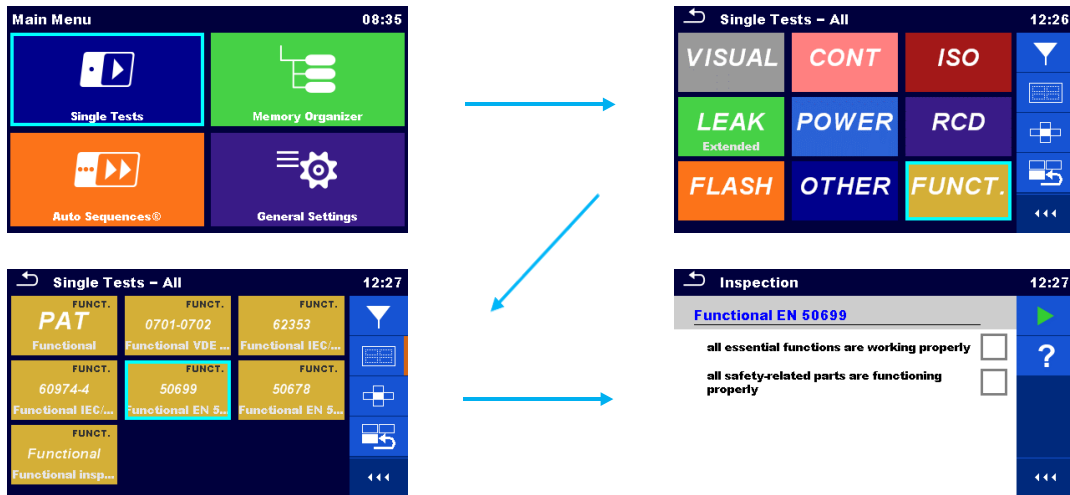 Main Menu 08:35
Single Tests Memory Organizer
Auto Sequences® General Settings
Single Tests – All 12:26
VISUAL CONT ISO
LEAK POWER RCD
Extended
FLASH OTHER FUNCT.
Single Tests – All 12:27
FUNCT. FUNCT. FUNCT.
PAT 0701-0702 62353
Functional Functional VDE ... Functional IEC/...
FUNCT. FUNCT. FUNCT.
60974-4 50699 50678
Functional IEC/... Functional EN 5... Functional EN 5...
FUNCT.
Functional
Functional insp...
Inspection 12:27
Functional EN 50699
all essential functions are working properly
?
all safety-related parts are functioning
properly